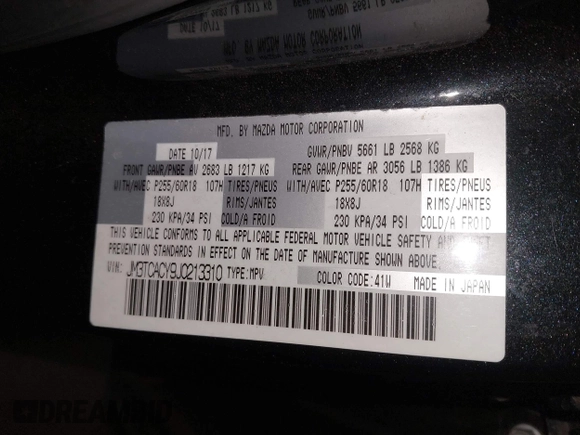 MFD. BY MAZDA MOTOR CORPORATION
DATE 10/17 GVWR/PNBV 5661 LB 2568 KG
FRONT GAWR/PNBE AV 2683 LB 1217 KG REAR GAWR/PNBE AR 3056 LB 1386 KG
WITH/AVEC P255/60R18 107H TIRES/PNEUS WITH/AVEC P255/60R18 107H TIRES/PNEUS
18X8J RIMS/JANTES 18X8J RIMS/JANTES
230 KPA/34 PSI COLD/A FROID 230 KPA/34 PSI COLD/A FROID
THIS VEHICLE CONFORMS TO ALL APPLICABLE FEDERAL MOTOR VEHICLE SAFETY AND THEFT
PREVENTION STANDARDS IN EFFECT ON THE DATE OF MANUFACTURE SHOWN ABOVE.
VIN: JM3TCACY9J0213310 TYPE:MPV COLOR CODE:41W MADE IN JAPAN
DREAMBID